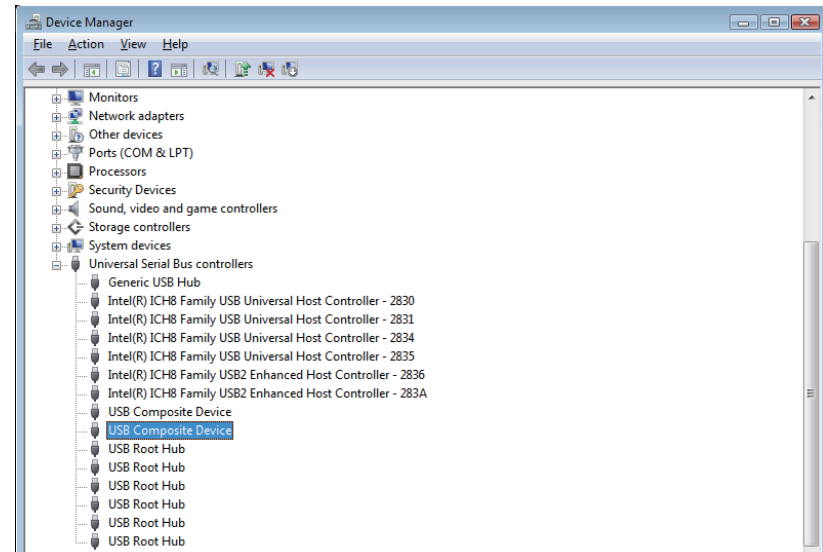 Device Manager
File Action View Help
Monitors
Network adapters
Other devices
Ports (COM & LPT)
Processors
Security Devices
Sound, video and game controllers
Storage controllers
System devices
Universal Serial Bus controllers
Generic USB Hub
Intel(R) ICH8 Family USB Universal Host Controller - 2830
Intel(R) ICH8 Family USB Universal Host Controller - 2831
Intel(R) ICH8 Family USB Universal Host Controller - 2834
Intel(R) ICH8 Family USB Universal Host Controller - 2835
Intel(R) ICH8 Family USB2 Enhanced Host Controller - 2836
Intel(R) ICH8 Family USB2 Enhanced Host Controller - 283A
USB Composite Device
USB Composite Device
USB Root Hub
USB Root Hub
USB Root Hub
USB Root Hub
USB Root Hub
USB Root Hub